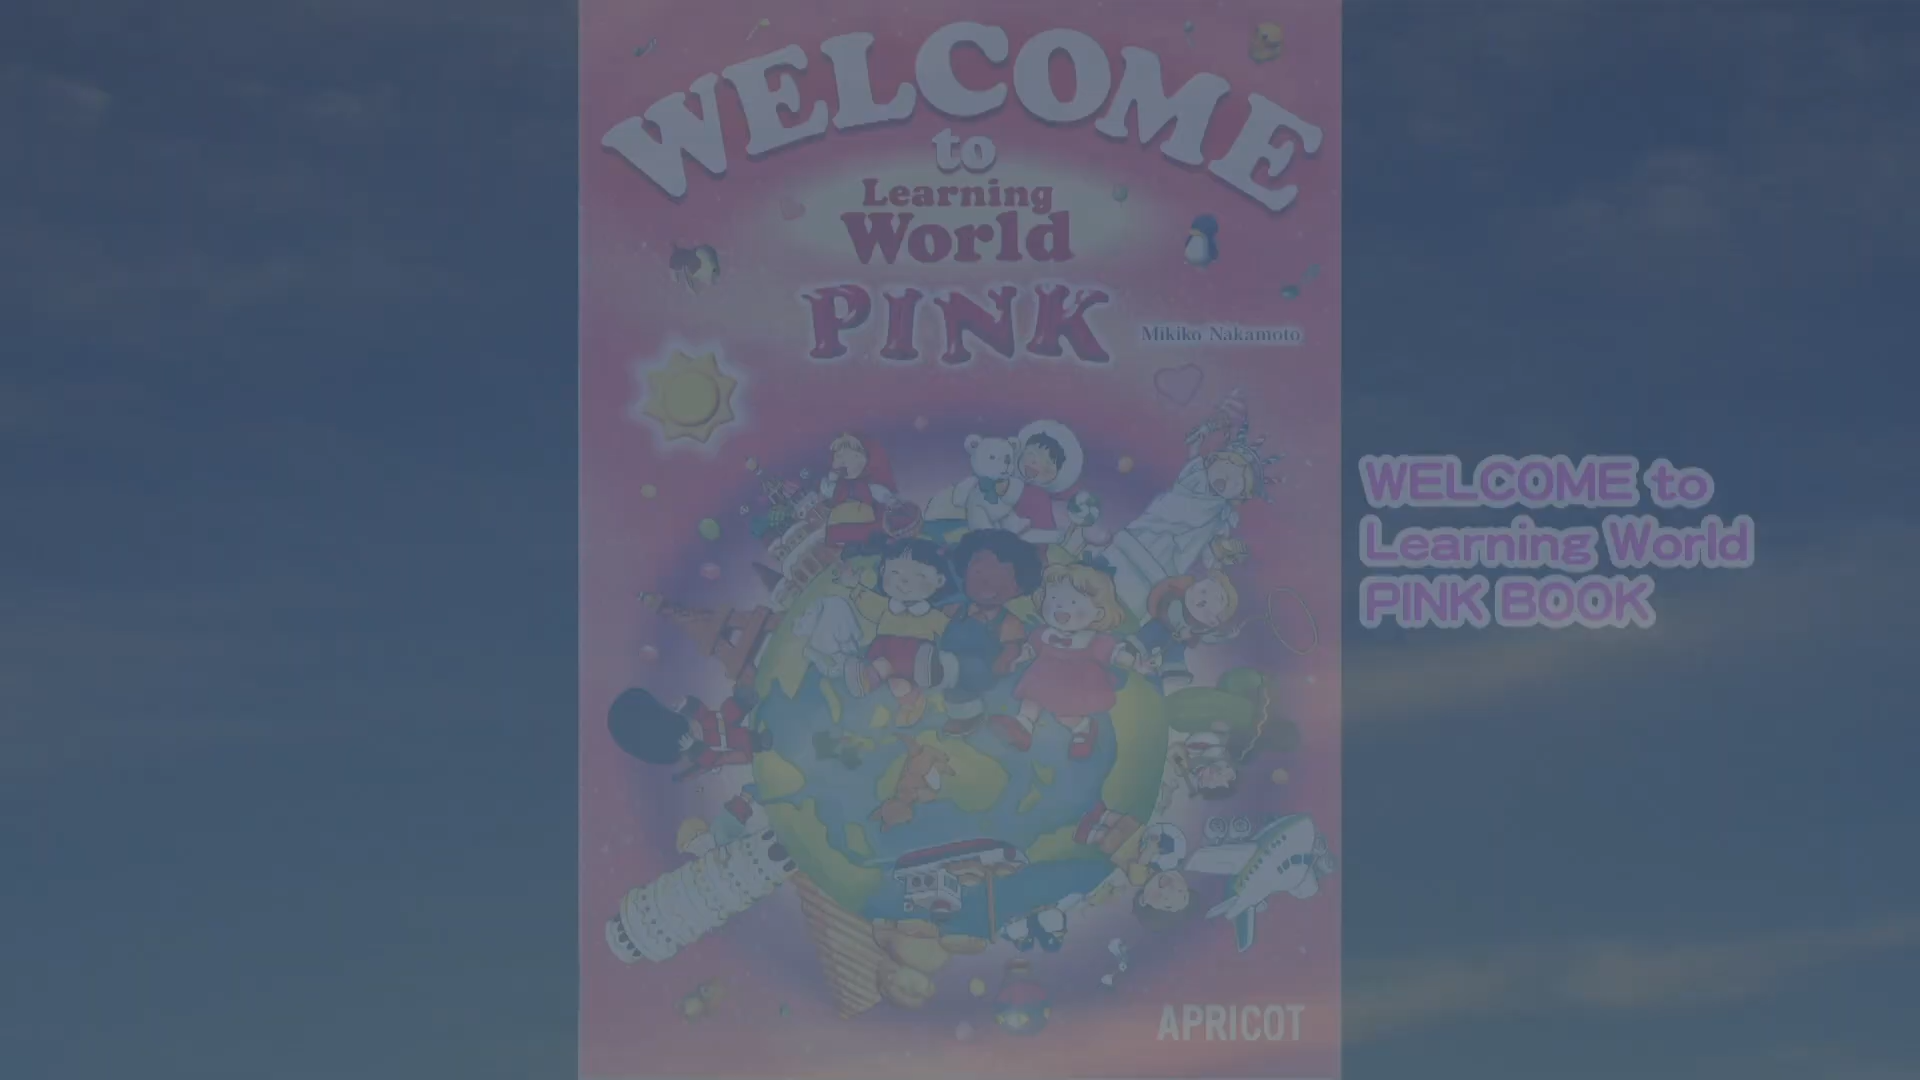 WELCOME
to
Learning
World
PINK
Mikiko Nakamoto
WELCOME to
Learning World
PINK BOOK
APRICOT